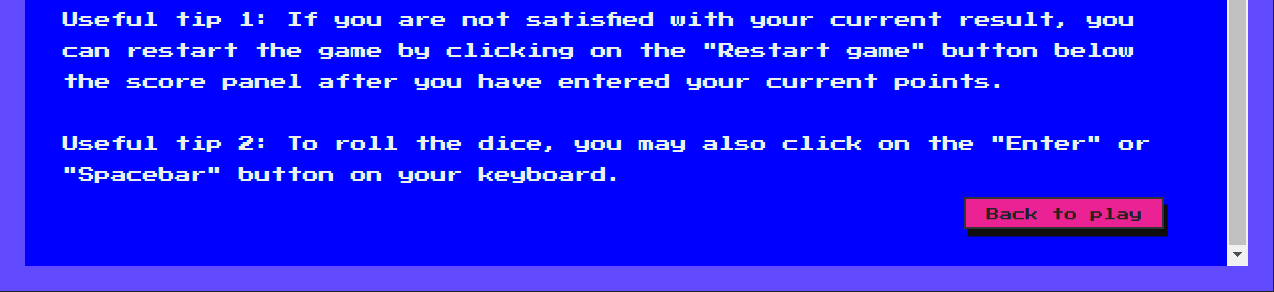 Useful tip 1: If you are not satisfied with your current result, you
can restart the game by clicking on the "Restart game" button below
the score panel after you have entered your current points.
Useful tip 2: To roll the dice, you may also click on the "Enter" or
"Spacebar" button on your keyboard.
Back to play